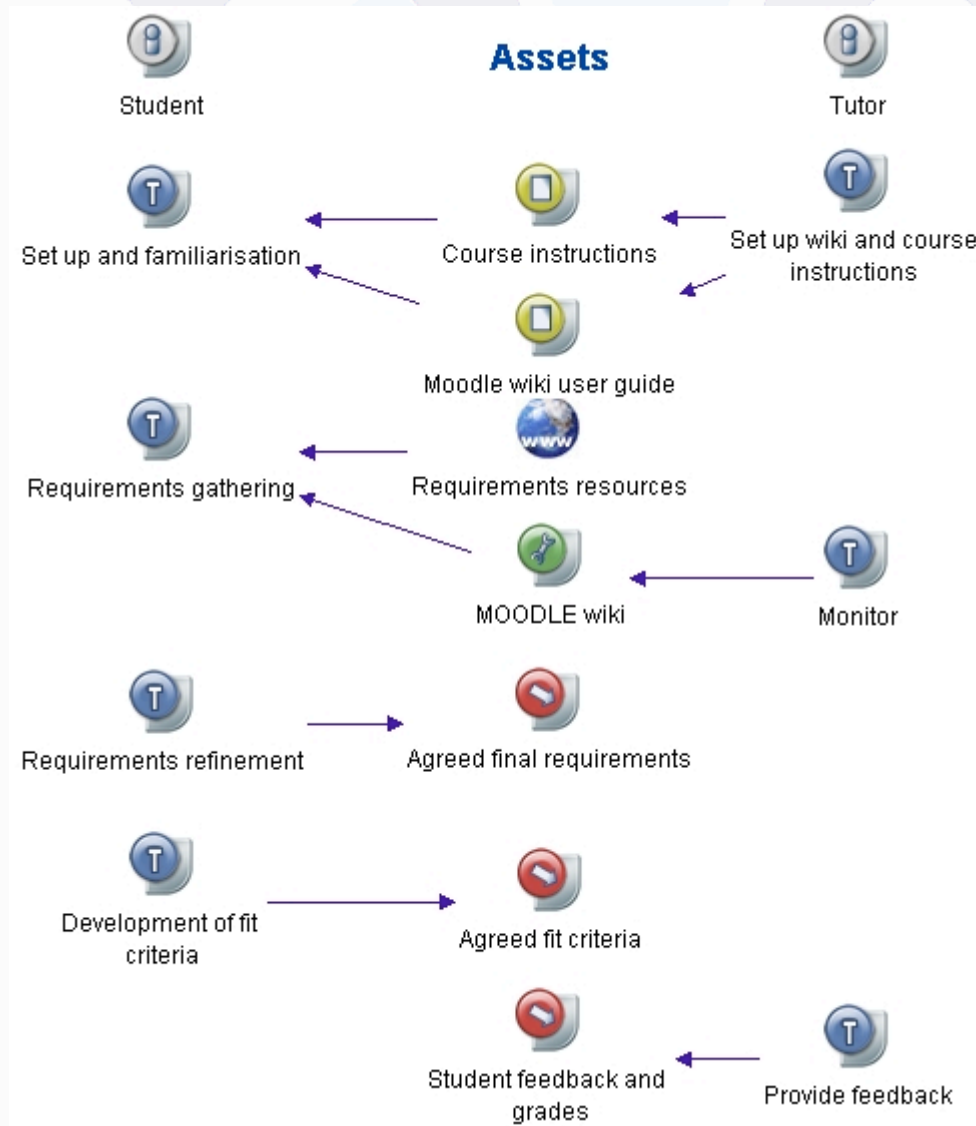 Assets
Student
Tutor
Set up and familiarisation
Course instructions
Set up wiki and course
instructions
Moodle wiki user guide
www
Requirements gathering
Requirements resources
MOODLE wiki
Monitor
Requirements refinement
Agreed final requirements
Development of fit
criteria
Agreed fit criteria
Student feedback and
grades
Provide feedback
T
T
T
T
T
T
T